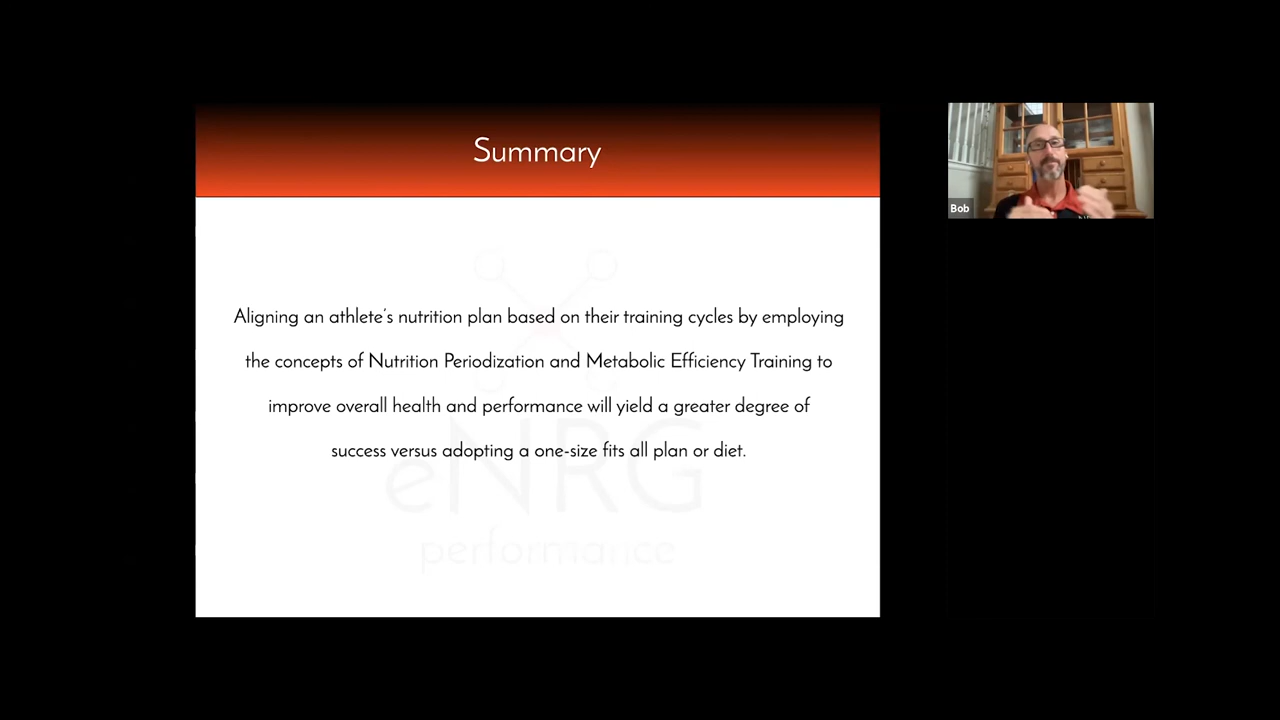 Summary
Aligning an athlete's nutrition plan based on their training cycles by employing
the concepts of Nutrition Periodization and Metabolic Efficiency Training to
improve overall health and performance will yield a greater degree of
success versus adopting a one-size fits all plan or diet.
eNRG
performance
Bob